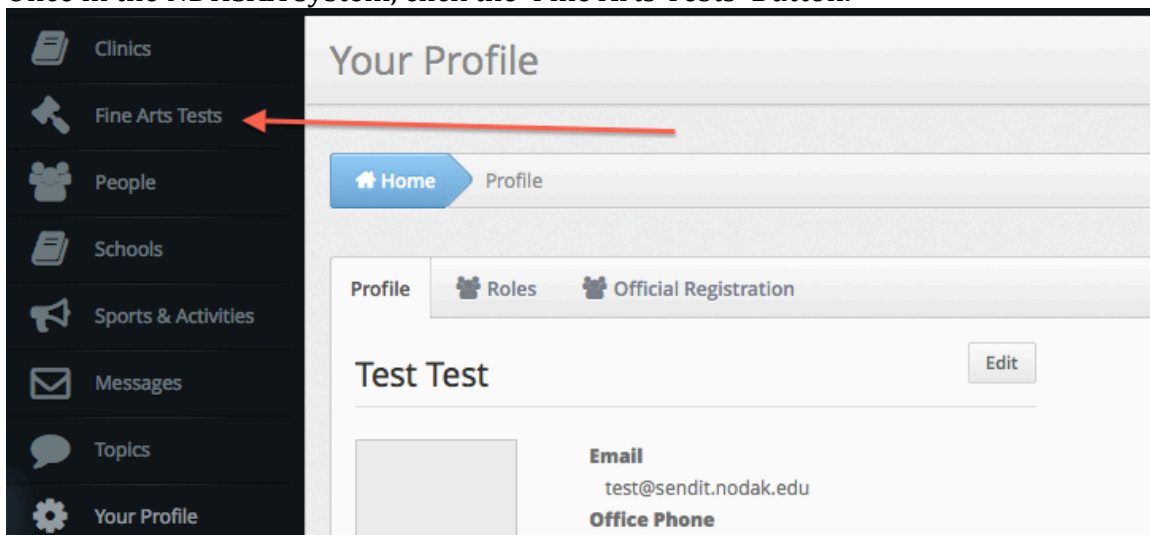 Once in the NDHSAA system, click the "Fine Arts Tests" Button.
Clinics
Fine Arts Tests
People
Schools
Sports & Activities
Messages
Topics
Your Profile
Your Profile
Home Profile
Profile Roles Official Registration
Test Test Edit
Email
test@sendit.nodak.edu
Office Phone